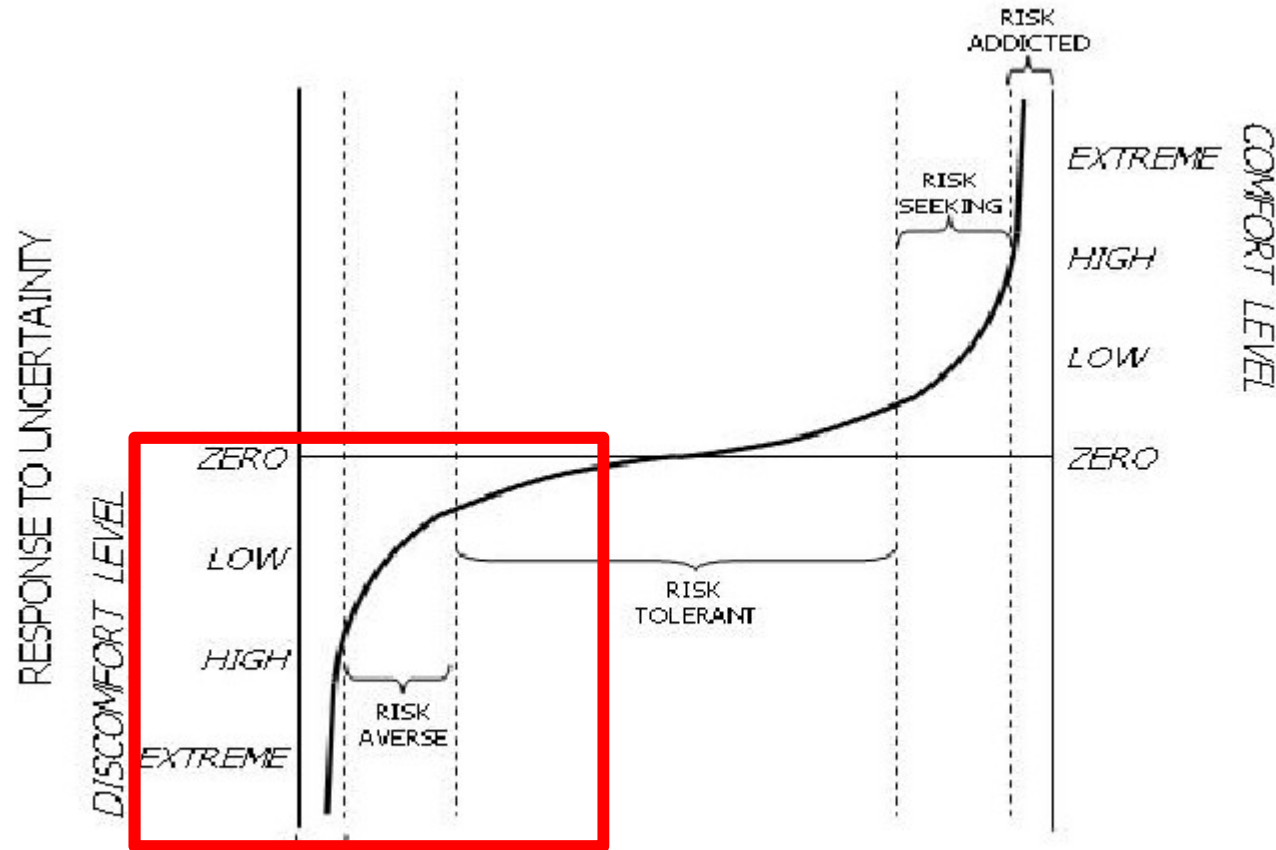 RISK
ADDICTED
EXTREME
COMFORT LEVEL
RISK
SEEKING
HIGH
LOW
RESPONSE TO UNCERTAINTY
ZERO
ZERO
DISCOMFORT LEVEL
LOW
RISK
TOLERANT
HIGH
RISK
AVERSE
EXTREME